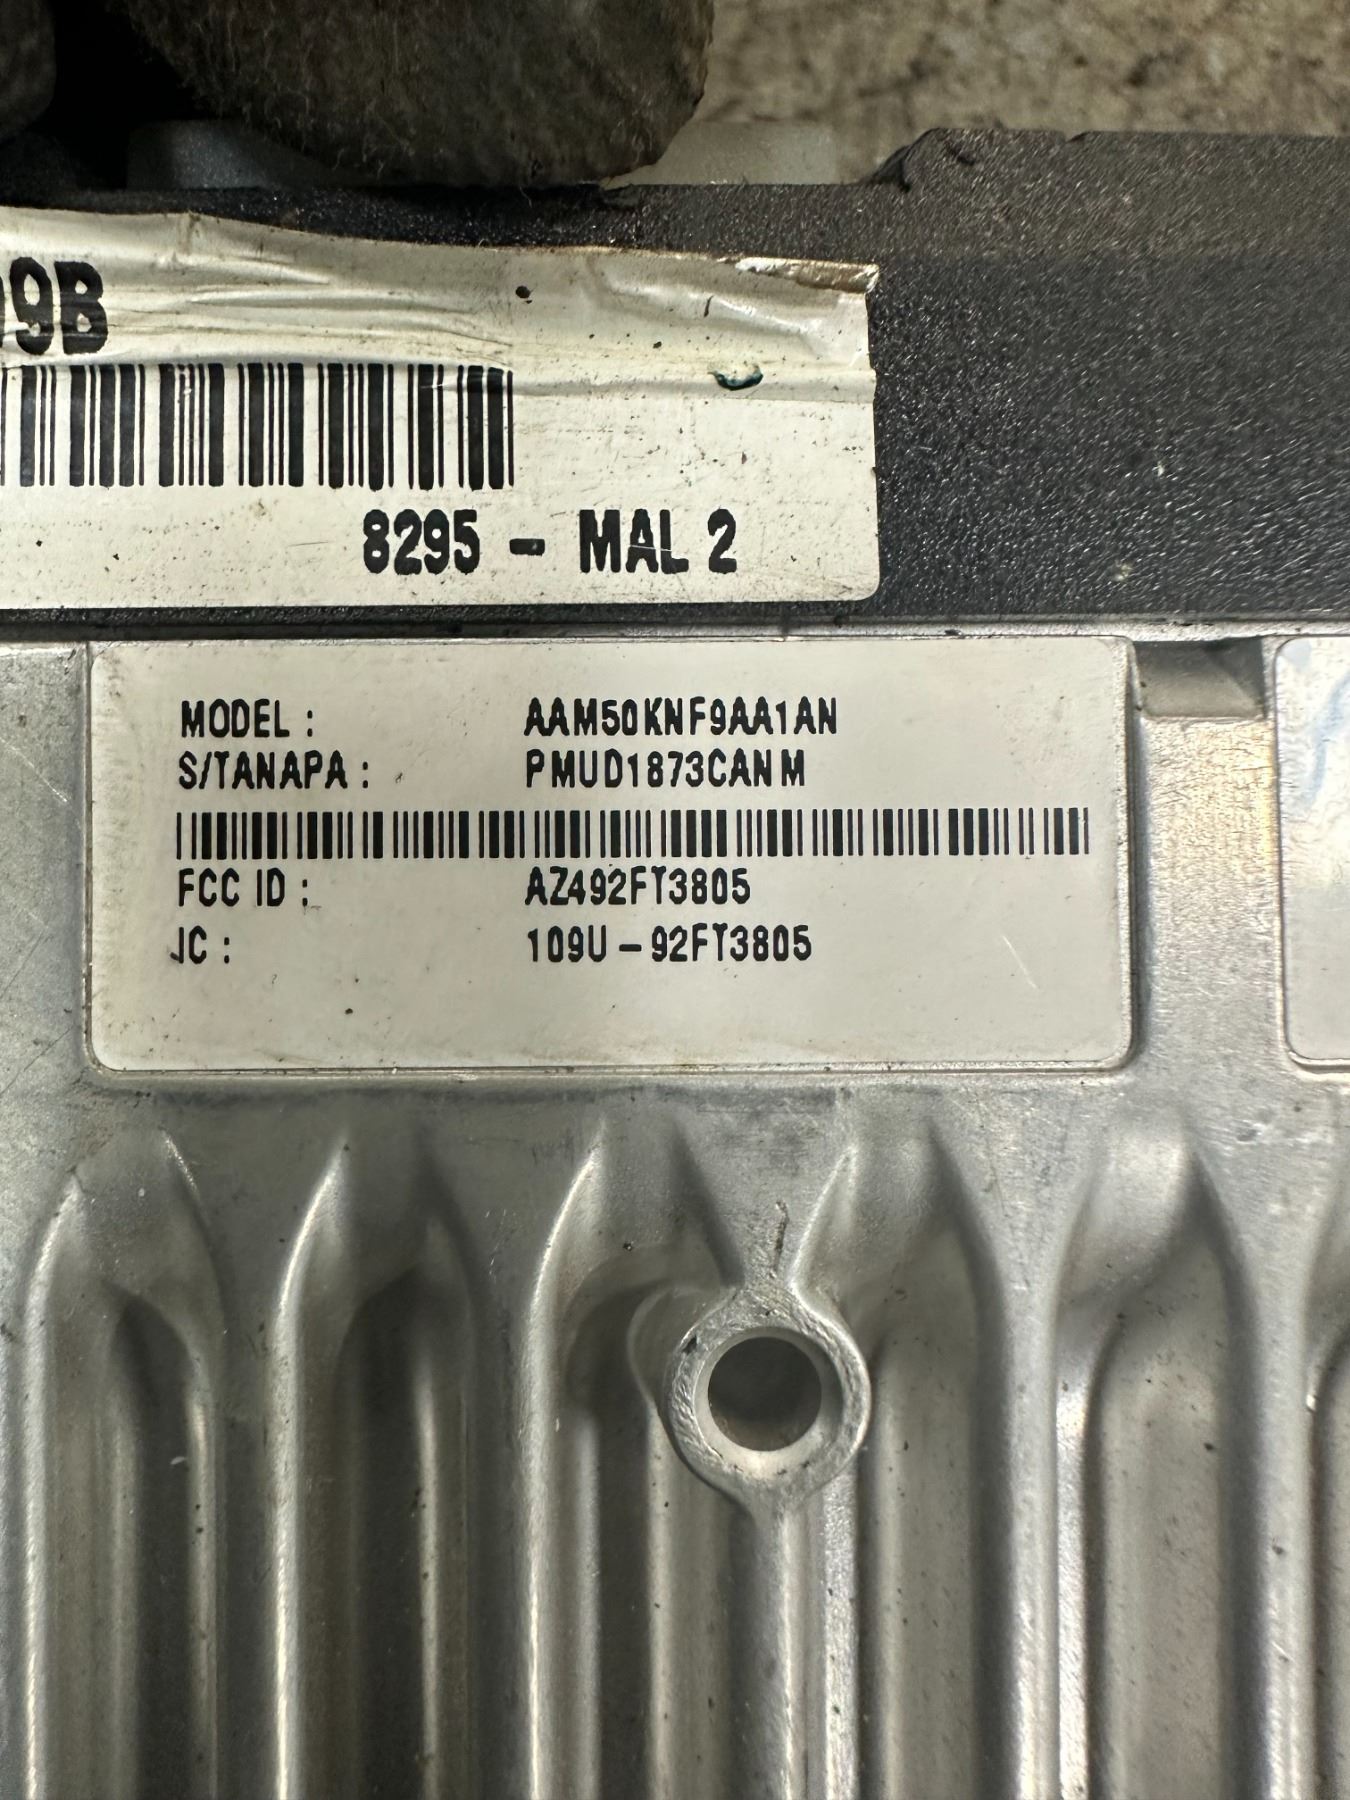 09B
8295 - MAL 2
MODEL : AAM50KNF9AA1AN
S/TANAPA : PMUD1873CANM
FCC ID : AZ492FT3805
IC : 109U - 92FT3805